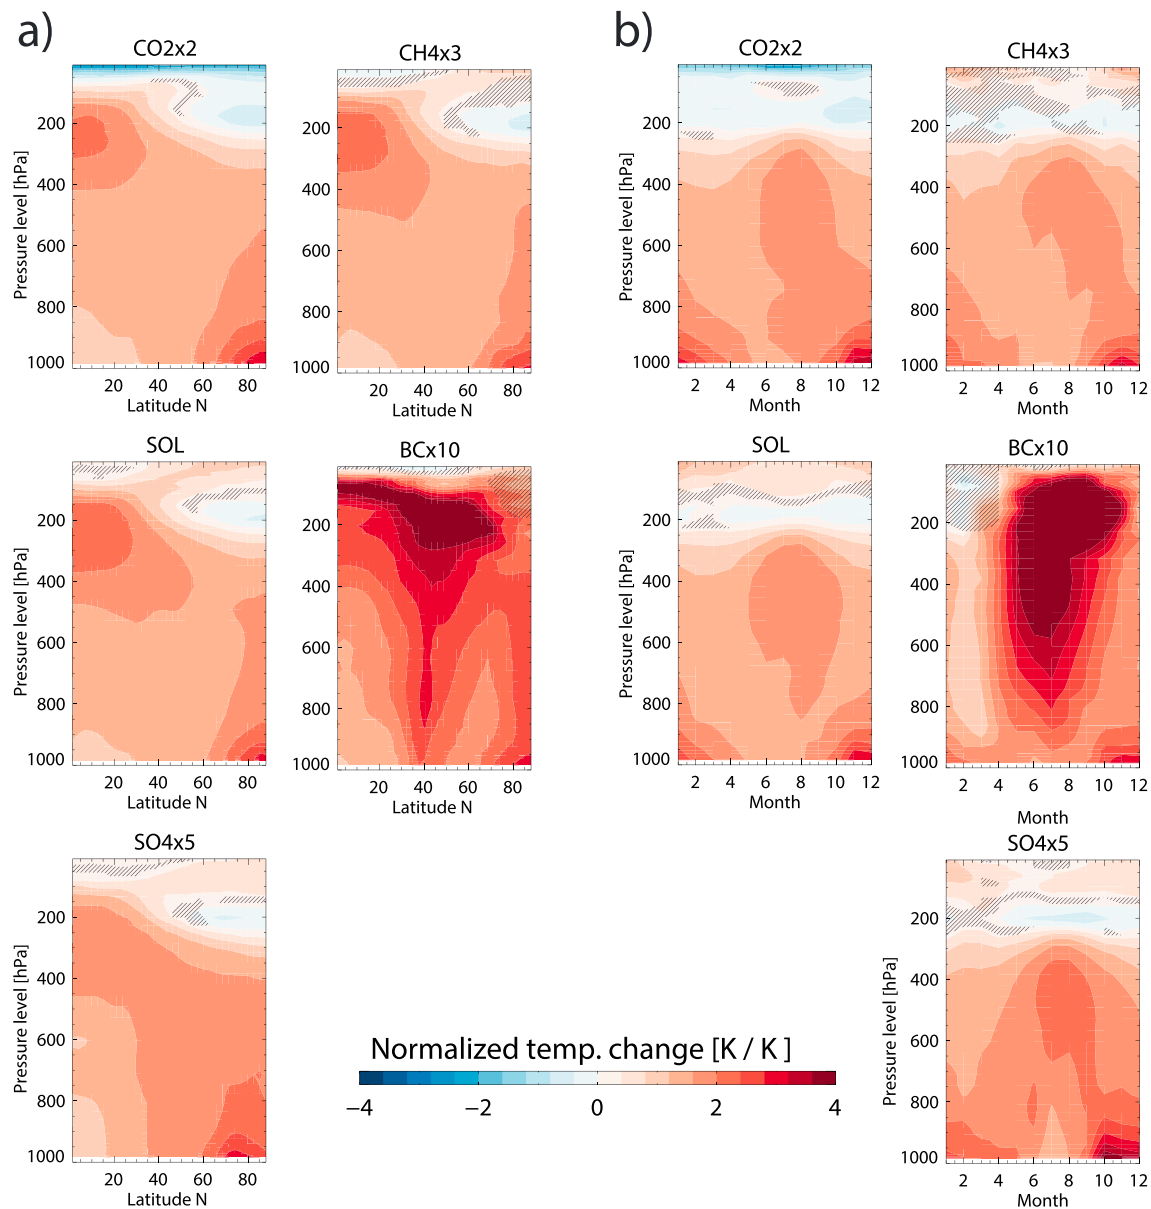 a)
b)
CO2x2
CH4x3
CO2x2
CH4x3
Pressure level [hPa]
200
400
600
800
1000
20 40 60 80
Latitude N
200
400
600
800
1000
20 40 60 80
Latitude N
Pressure level [hPa]
200
400
600
800
1000
2 4 6 8 10 12
Month
200
400
600
800
1000
2 4 6 8 10 12
Month
SOL
BCx10
SOL
BCx10
Pressure level [hPa]
200
400
600
800
1000
20 40 60 80
Latitude N
200
400
600
800
1000
20 40 60 80
Latitude N
Pressure level [hPa]
200
400
600
800
1000
2 4 6 8 10 12
Month
200
400
600
800
1000
2 4 6 8 10 12
Month
SO4x5
SO4x5
Pressure level [hPa]
200
400
600
800
1000
20 40 60 80
Latitude N
Normalized temp. change [K / K ]
−4 −2 0 2 4
Pressure level [hPa]
200
400
600
800
1000
2 4 6 8 10 12
Month